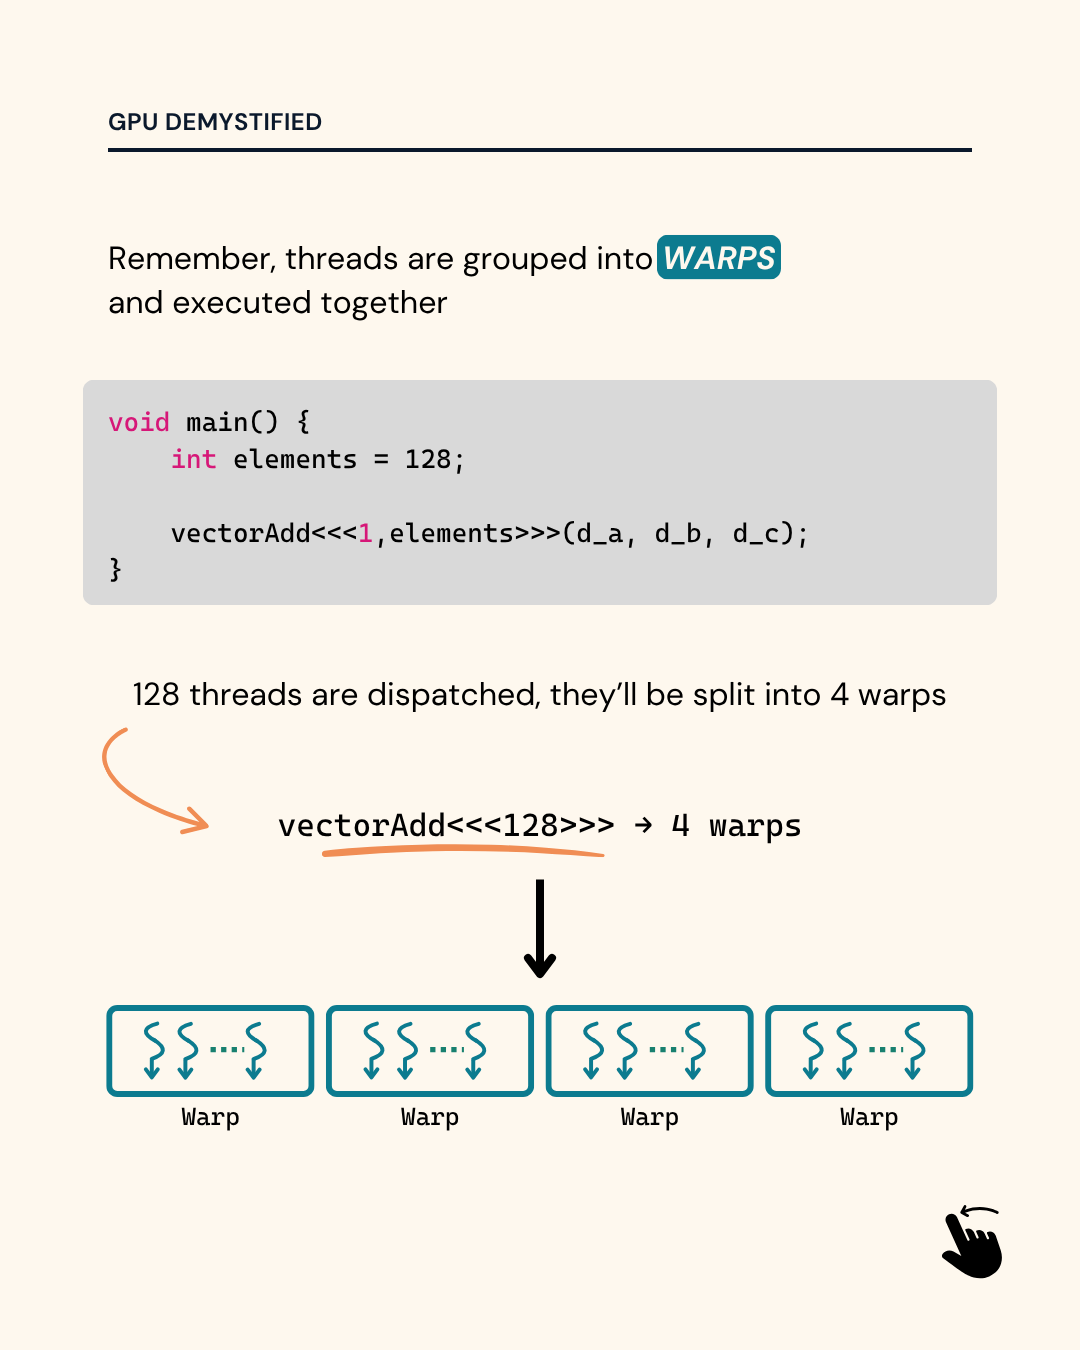 GPU DEMYSTIFIED
Remember, threads are grouped into WARPS
and executed together
void main() {
    int elements = 128;
    vectorAdd<<<1,elements>>>(d_a, d_b, d_c);
}
128 threads are dispatched, they’ll be split into 4 warps
vectorAdd<<<128>>> → 4 warps
Warp Warp Warp Warp